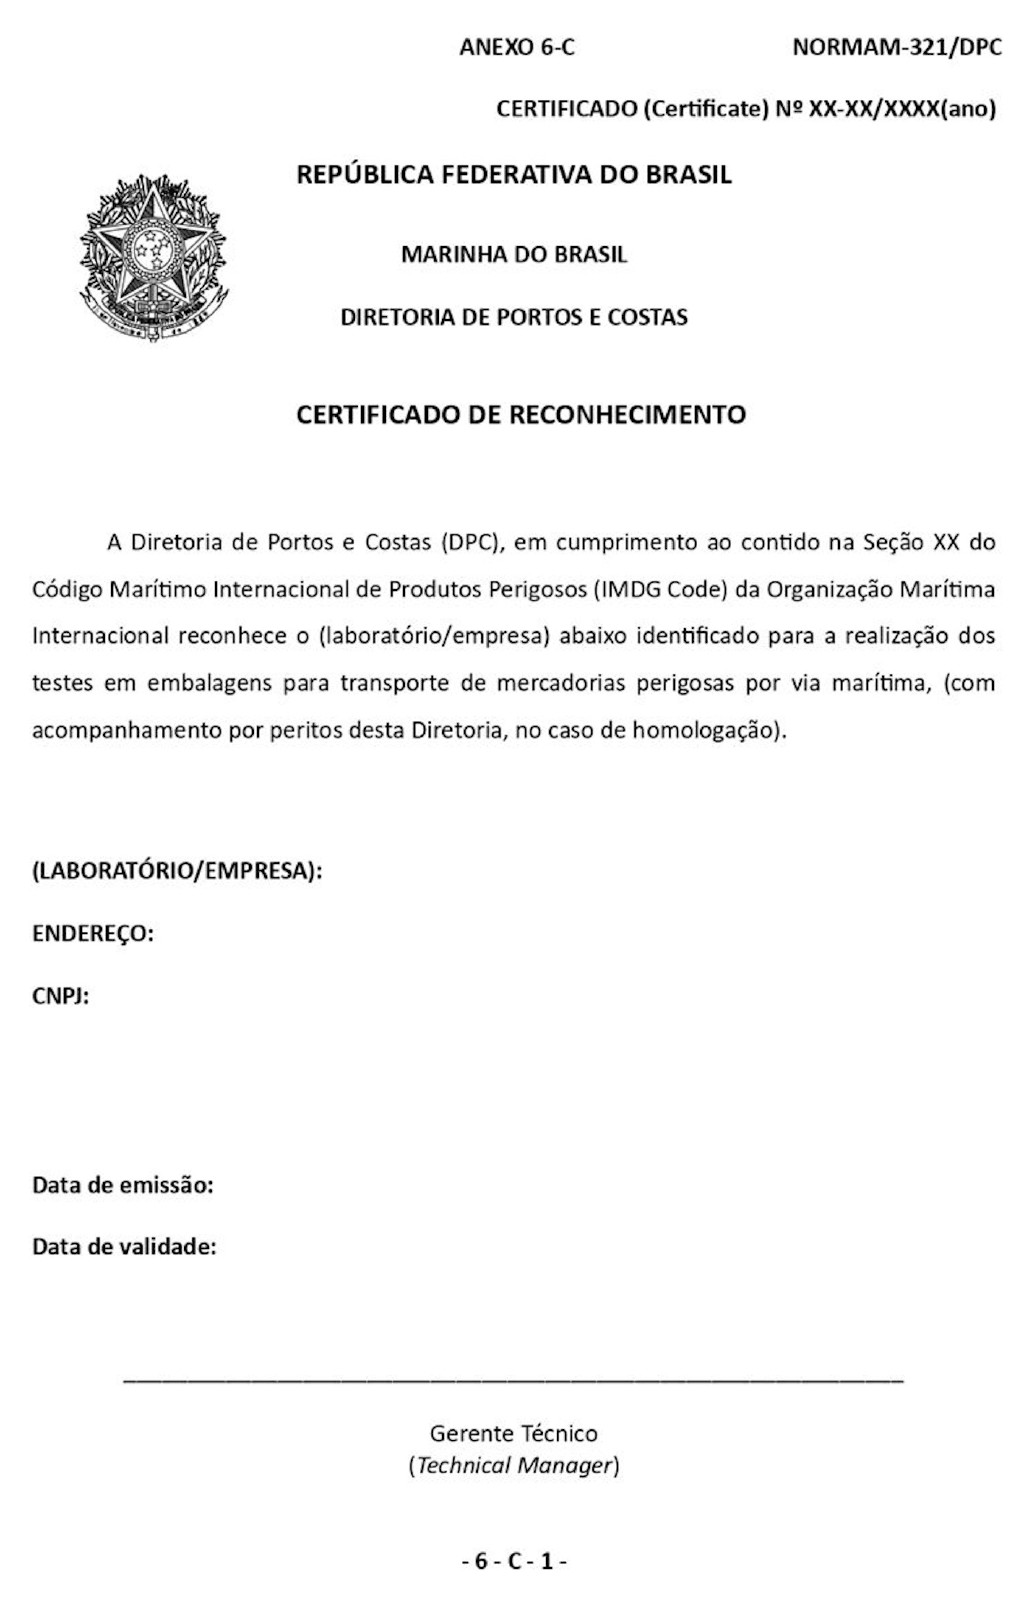 ANEXO 6-C NORMAM-321/DPC
CERTIFICADO (Certificate) Nº XX-XX/XXXX(ano)
REPÚBLICA FEDERATIVA DO BRASIL
MARINHA DO BRASIL
DIRETORIA DE PORTOS E COSTAS
CERTIFICADO DE RECONHECIMENTO
A Diretoria de Portos e Costas (DPC), em cumprimento ao contido na Seção XX do
Código Marítimo Internacional de Produtos Perigosos (IMDG Code) da Organização Marítima
Internacional reconhece o (laboratório/empresa) abaixo identificado para a realização dos
testes em embalagens para transporte de mercadorias perigosas por via marítima, (com
acompanhamento por peritos desta Diretoria, no caso de homologação).
(LABORATÓRIO/EMPRESA):
ENDEREÇO:
CNPJ:
Data de emissão:
Data de validade:
Gerente Técnico
(Technical Manager)
- 6 - C - 1 -